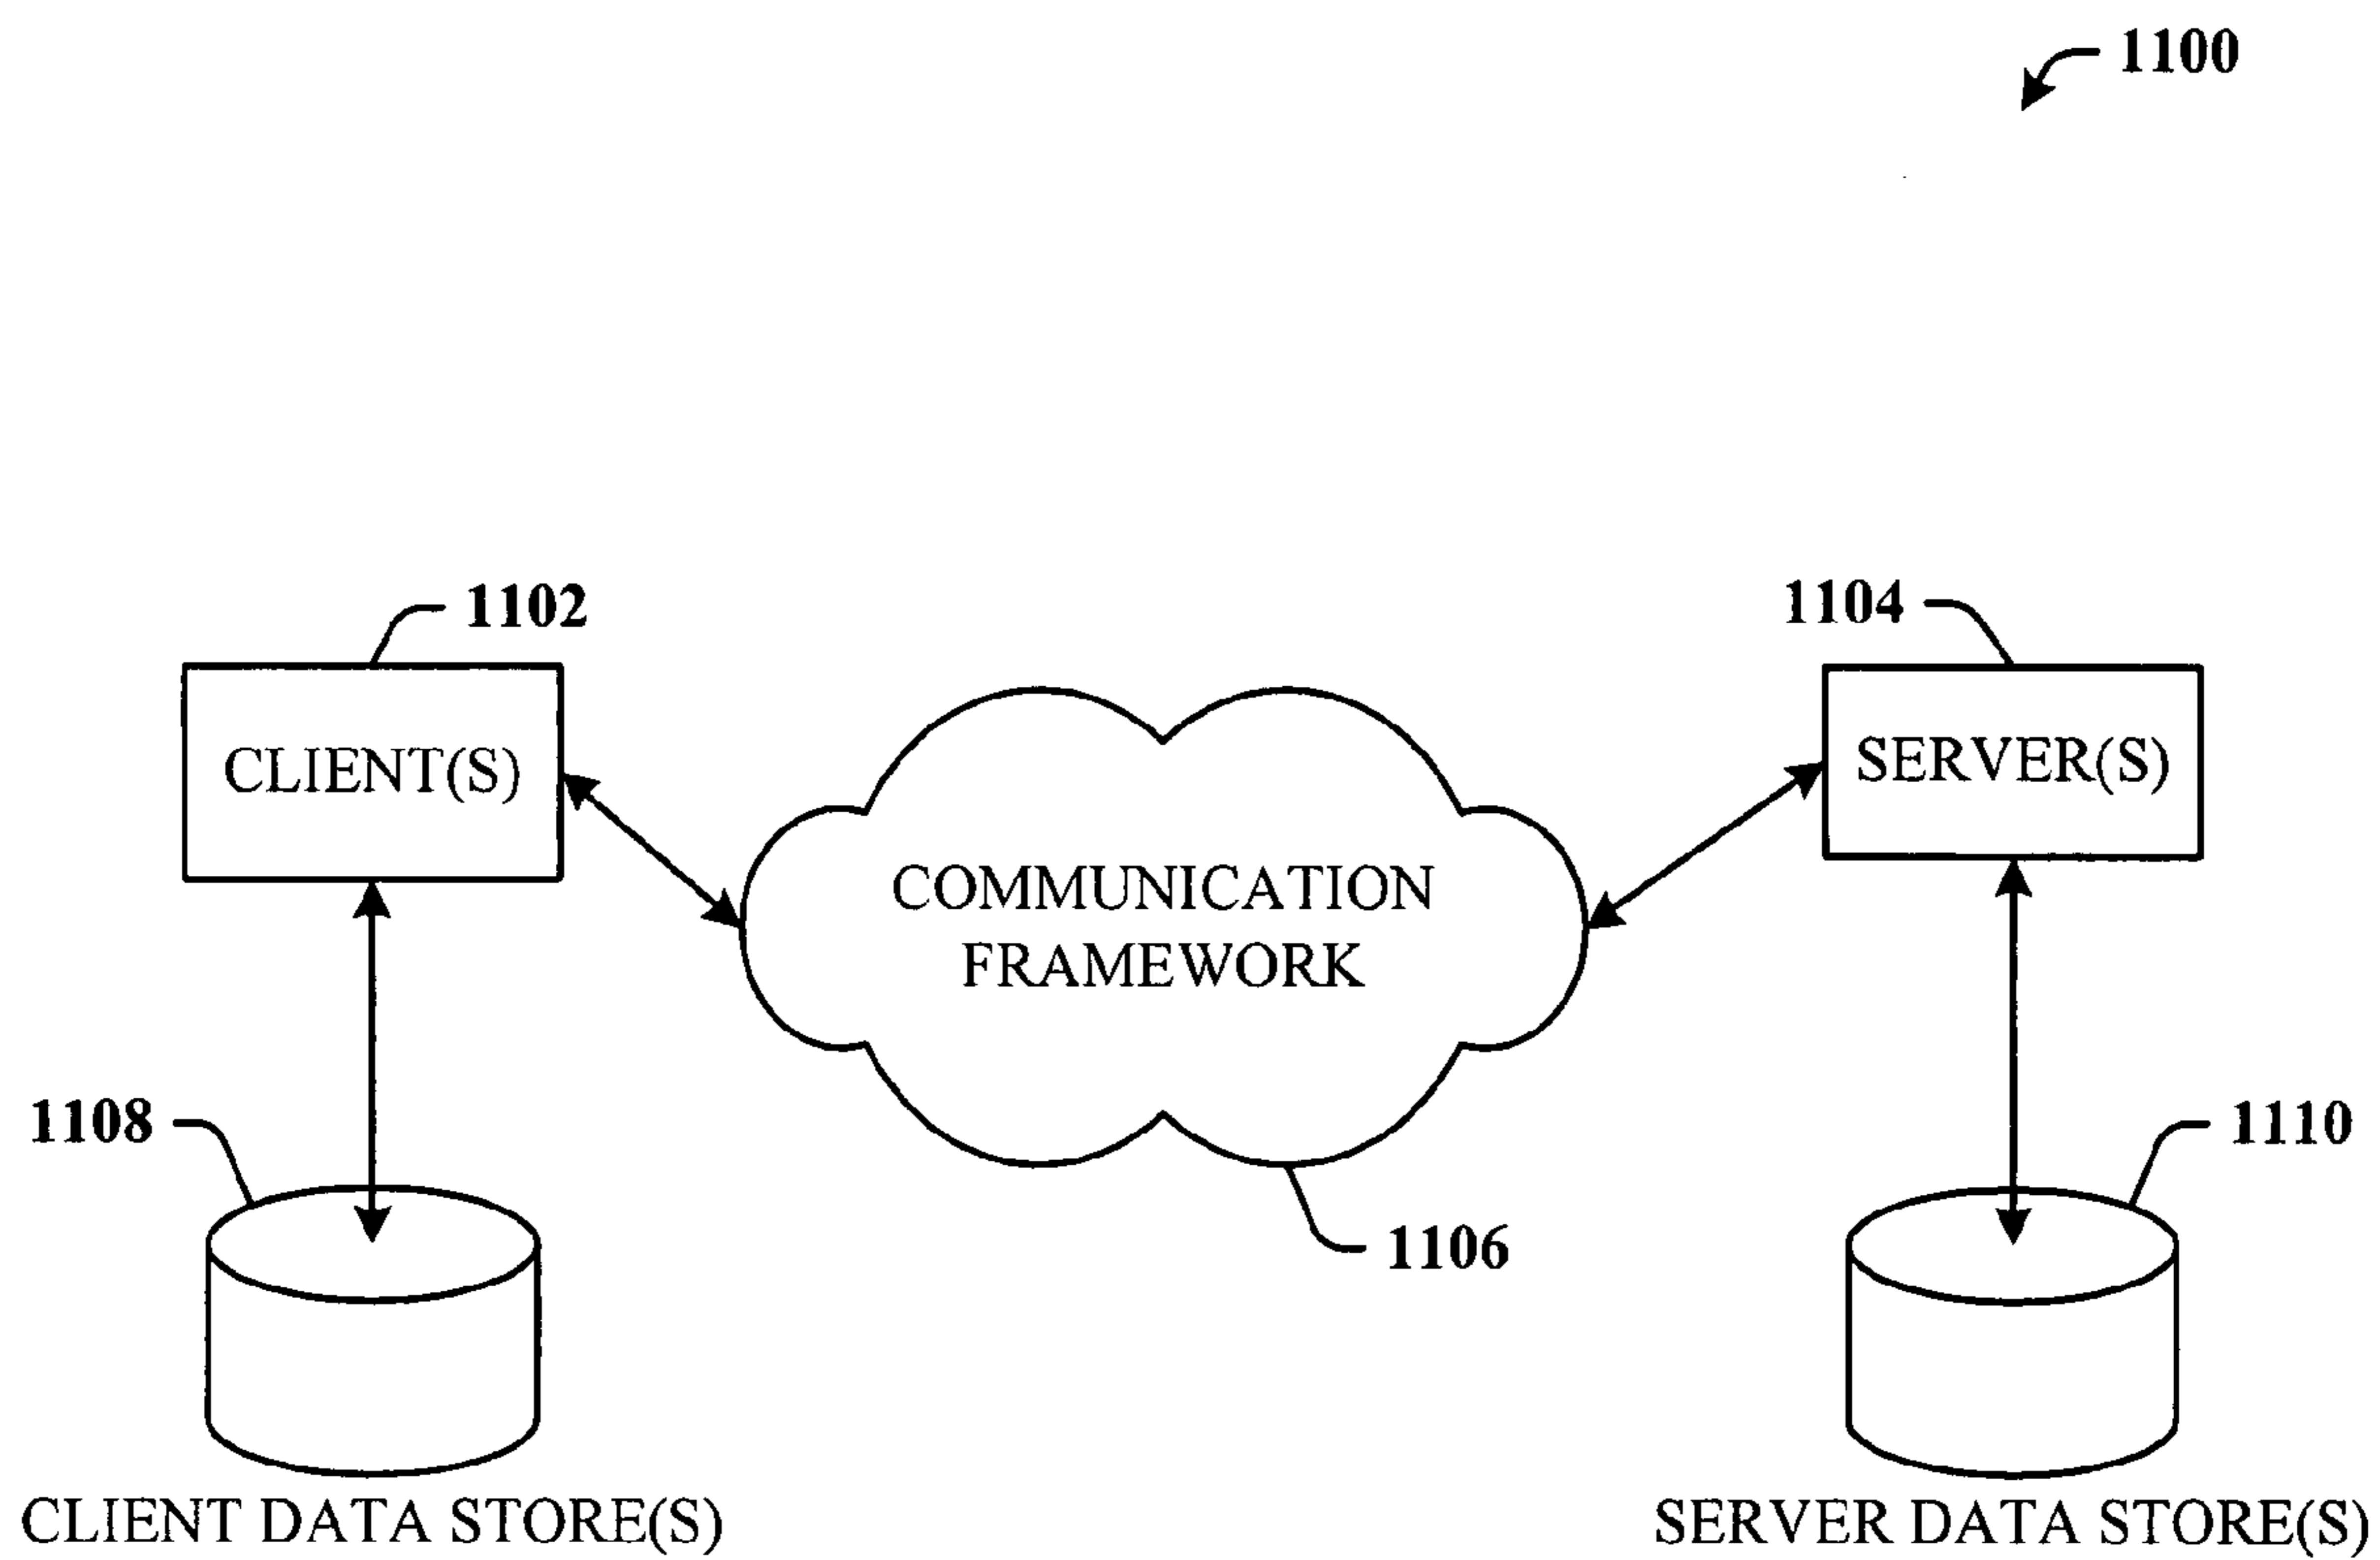 1100
1102
1104
CLIENT(S)
SERVER(S)
COMMUNICATION
FRAMEWORK
1108
1110
1106
CLIENT DATA STORE(S)
SERVER DATA STORE(S)